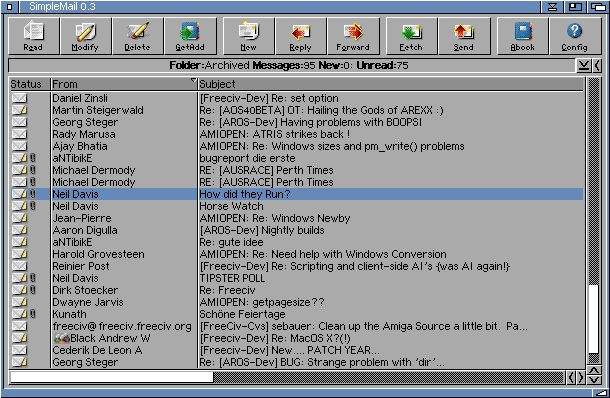 SimpleMail 0.3
Read Modify Delete GetAdd New Reply Forward Fetch Send Abook Config
Folder:Archived Messages:95 New:0: Unread:75
Status From Subject
Daniel Zinsli [Freeciv-Dev] Re: set option
Martin Steigerwald Re: [AOS40BETA] OT: Hailing the Gods of AREXX :)
Georg Steger Re: [AROS-Dev] Having problems with BOOPSI
Rady Marusa AMIOPEN: ATRIS strikes back !
Ajay Bhatia AMIOPEN: Re: Windows sizes and pm_write() problems
aNTibikE bugreport die erste
Michael Dermody RE: [AUSRACE] Perth Times
Michael Dermody RE: [AUSRACE] Perth Times
Neil Davis How did they Run?
Neil Davis Horse Watch
Jean-Pierre AMIOPEN: Re: Windows Newby
Aaron Digulla [AROS-Dev] Nightly builds
aNTibikE Re: gute idee
Harold Grovesteen AMIOPEN: Re: Need help with Windows Conversion
Reinier Post [Freeciv-Dev] Re: Scripting and client-side AI's {was AI again!}
Neil Davis TIPSTER POLL
Dirk Stoecker Re: Freeciv
Dwayne Jarvis AMIOPEN: getpagesize??
Kunath Schöne Feiertage
freeciv@freeciv.freeciv.org [FreeCiv-Cvs] sebauer: Clean up the Amiga Source a little bit. Pa...
Black Andrew W [Freeciv-Dev] Re: MacOS X?(!)
Cederik De Leon A [Freeciv-Dev] New.... PATCH YEAR...
Georg Steger Re: [AROS-Dev] BUG: Strange problem with 'dir'...